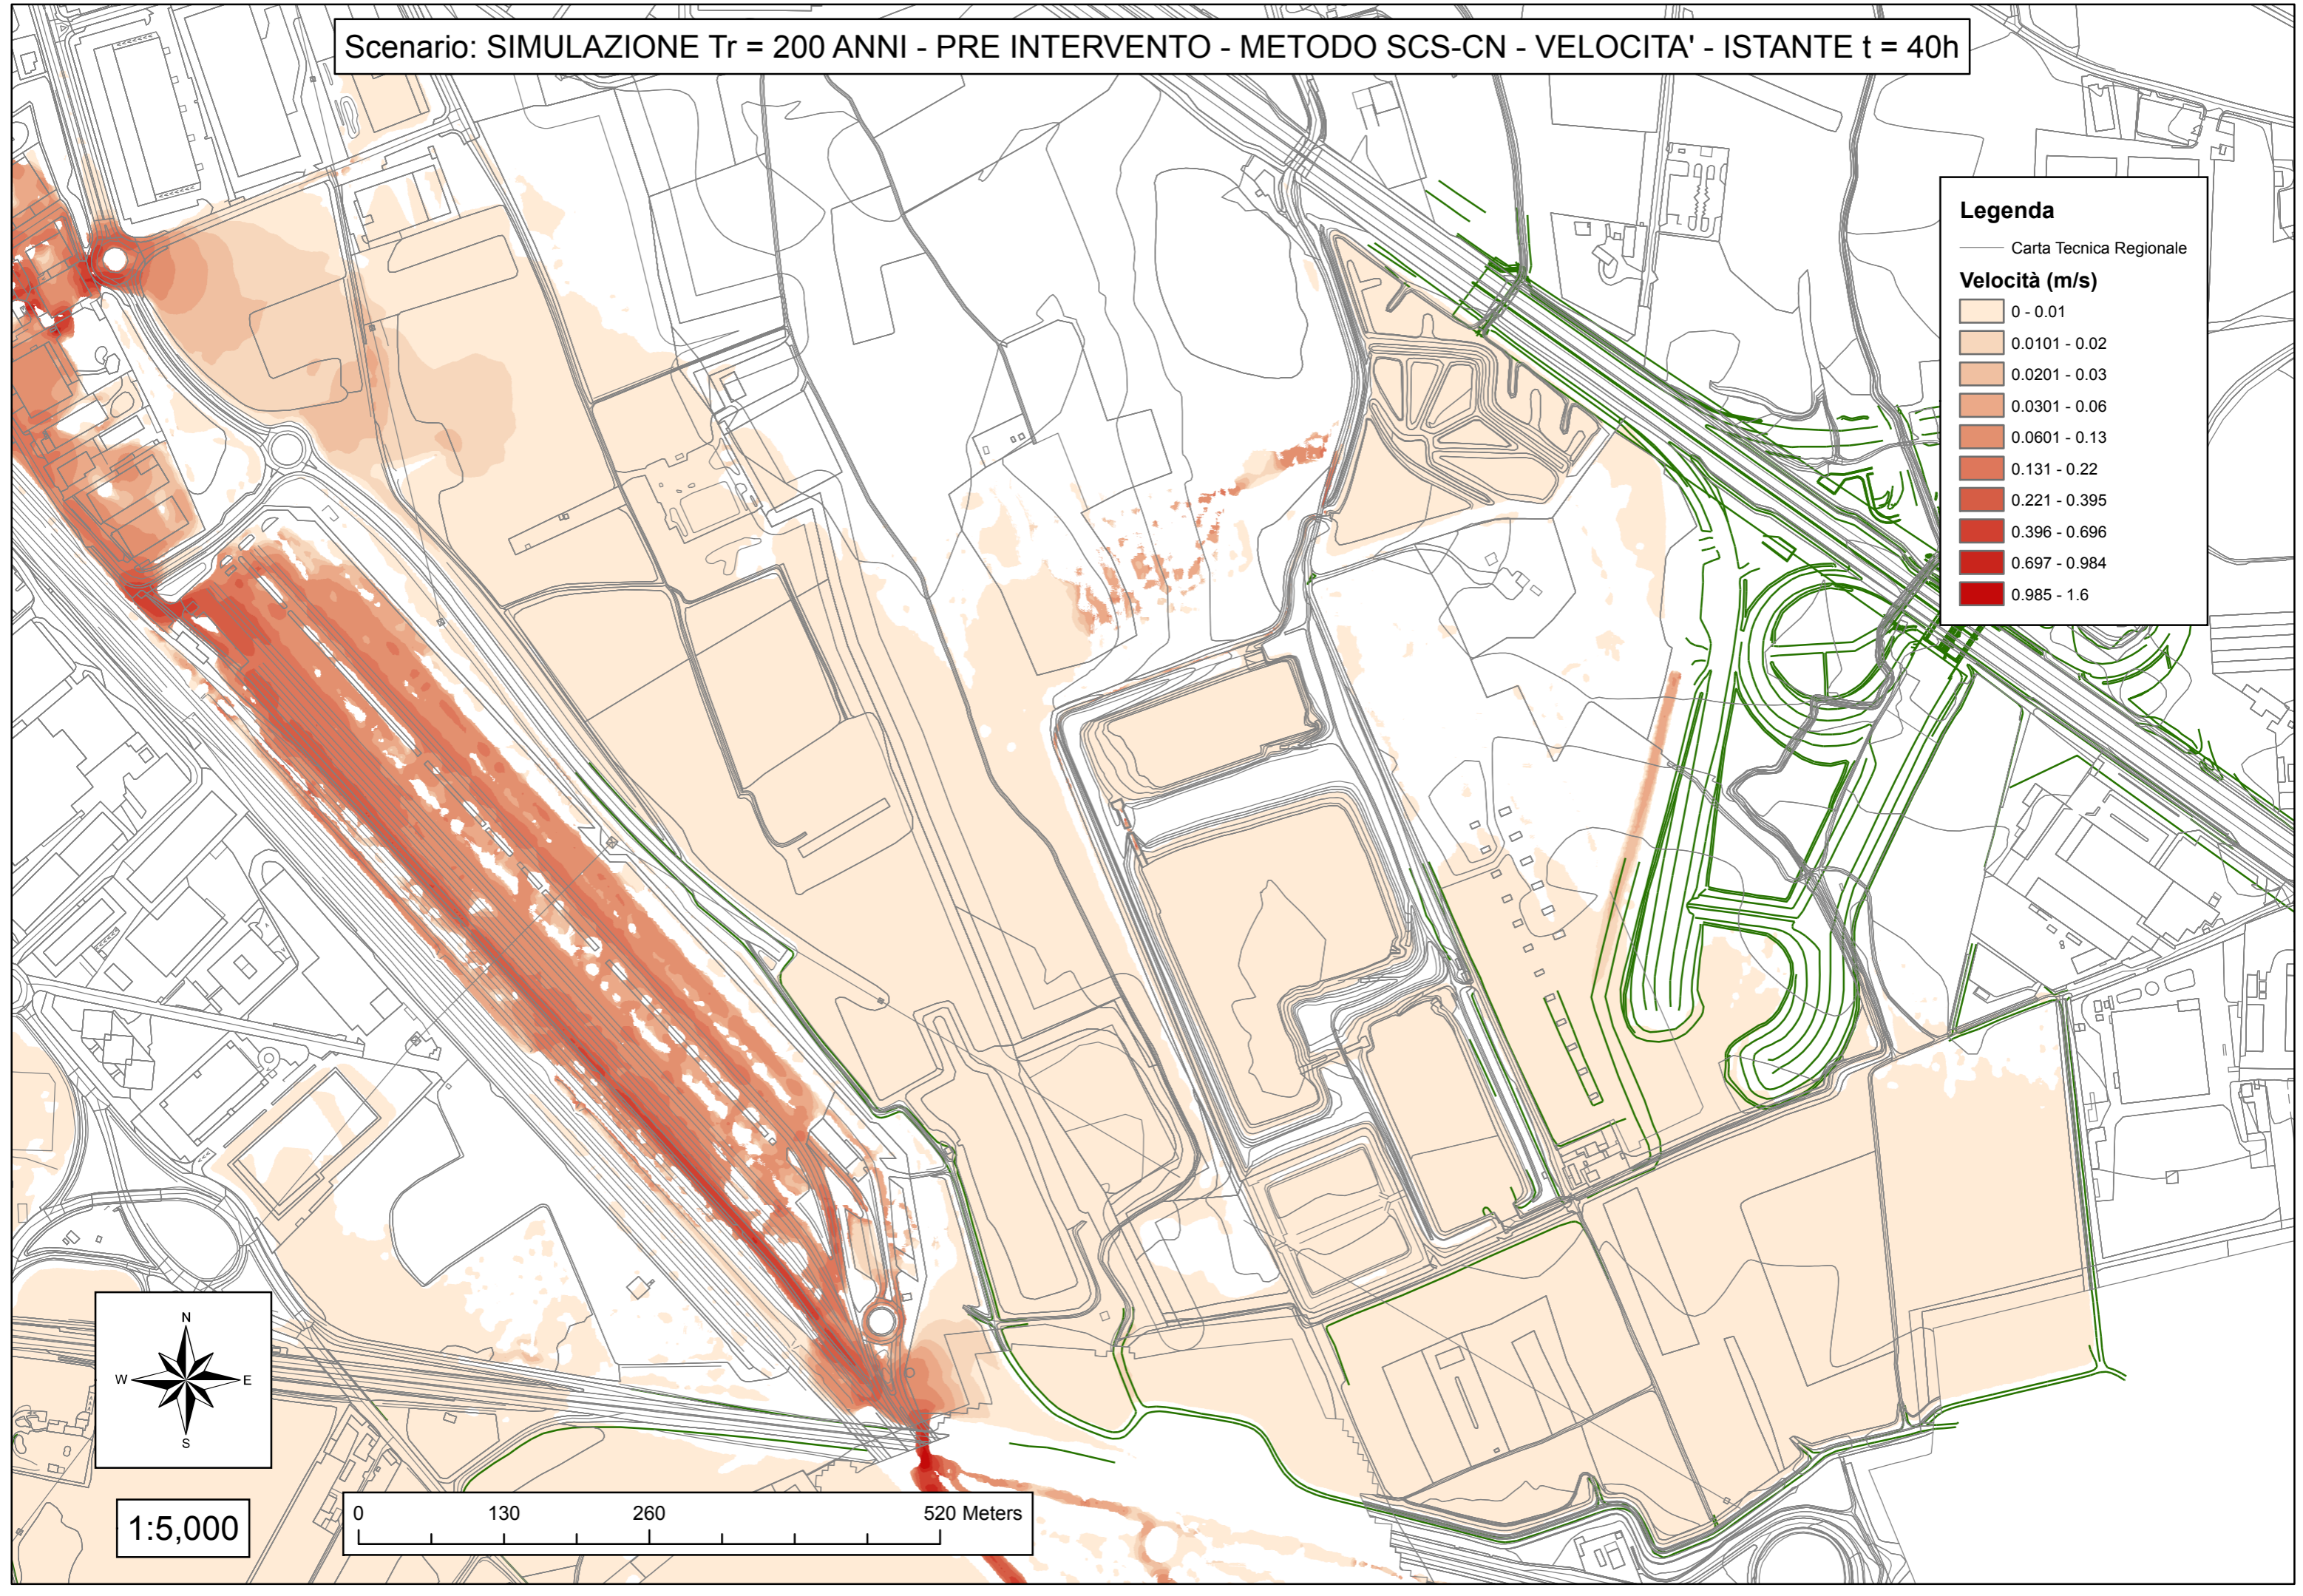 Scenario: SIMULAZIONE Tr = 200 ANNI - PRE INTERVENTO - METODO SCS-CN - VELOCITA' - ISTANTE t = 40h
Legenda
Carta Tecnica Regionale
Velocità (m/s)
0 - 0.01
0.0101 - 0.02
0.0201 - 0.03
0.0301 - 0.06
0.0601 - 0.13
0.131 - 0.22
0.221 - 0.395
0.396 - 0.696
0.697 - 0.984
0.985 - 1.6
N
W E
S
1:5,000
0 130 260 520 Meters